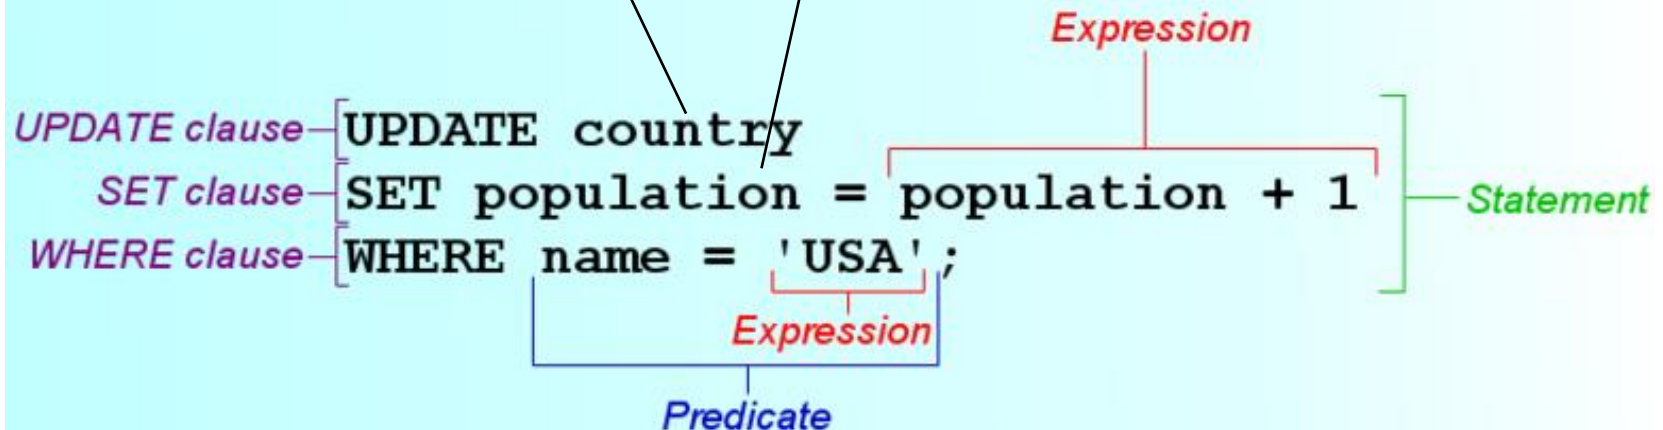 Expression
UPDATE clause UPDATE country
SET clause SET population = population + 1 Statement
WHERE clause WHERE name = 'USA';
Expression
Predicate